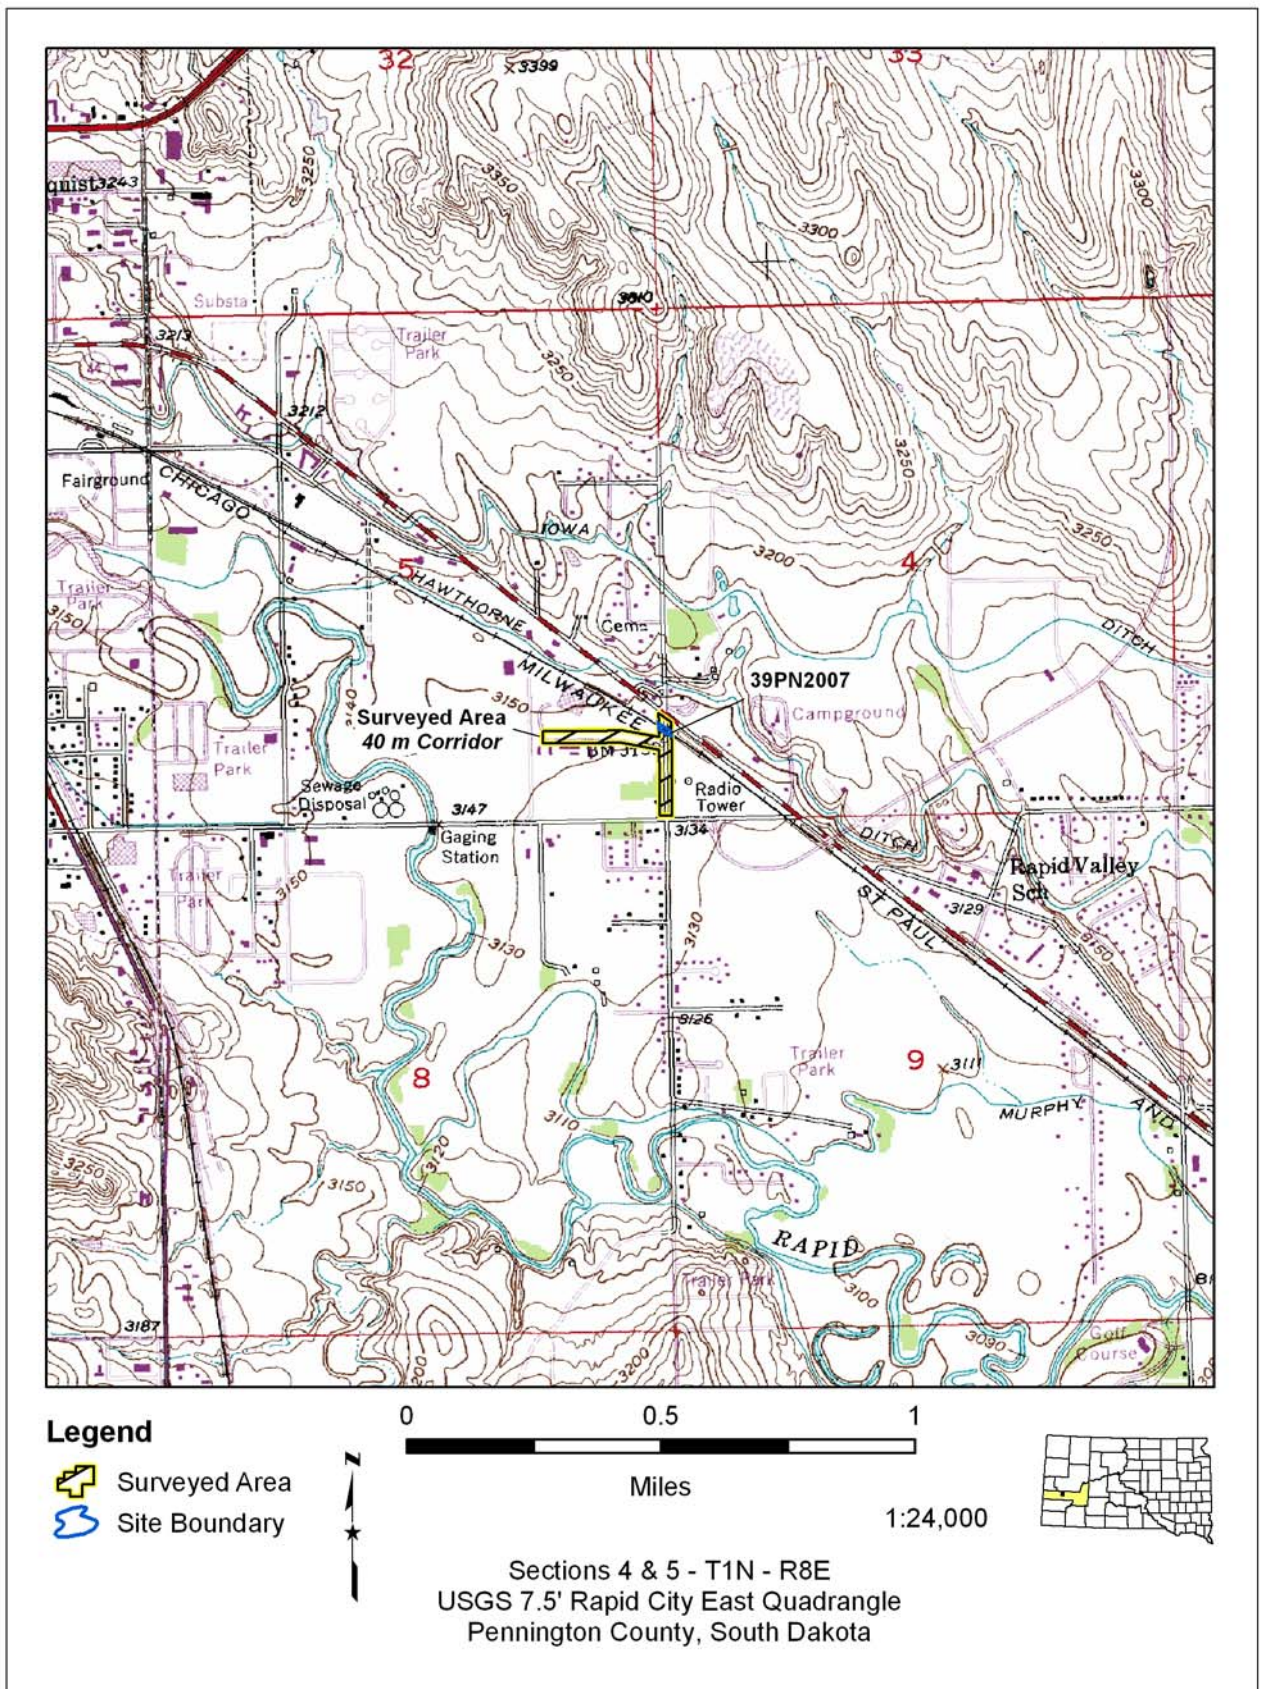 32
33
3399
3250
3350
3300
3300
quist 3243
Substa
3213
Trailer
Park
3250
3212
3250
Fairground
CHICAGO
IOWA
3200
3250
5
4
HAWTHORNE
Trailer
Park
3150
Cem
DITCH
MILWAUKEE
39PN2007
3150
3140
Surveyed Area
40 m Corridor
Campground
Trailer
Park
Sewage
Disposal
Radio
Tower
3147
3134
Gaging
Station
DITCH
Rapid Valley
Sch
Trailer
Park
3150
3129
ST PAUL
3130
3130
3150
3126
Trailer
Park
9
3111
8
MURPHY
AND
3110
3120
3250
3150
RAPID
Trailer Park
3100
3187
3090
Golf
Course
3200
3200
Legend
Surveyed Area
Site Boundary
0 0.5 1
Miles
1:24,000
N
Sections 4 & 5 - T1N - R8E
USGS 7.5' Rapid City East Quadrangle
Pennington County, South Dakota